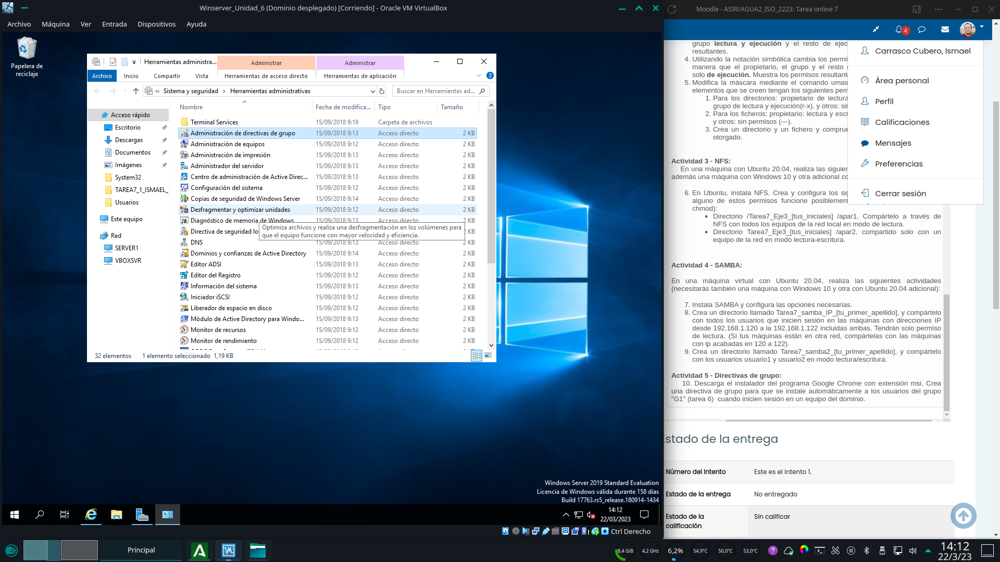 Winserver_Unidad_6 (Dominio desplegado) [Corriendo] - Oracle VM VirtualBox
Archivo Máquina Ver Entrada Dispositivos Ayuda
Papelera de
reciclaje
Herramientas administra...
Administrar
Administrar
Archivo Inicio Compartir Vista Herramientas de acceso directo Herramientas de aplicación
« Sistema y seguridad › Herramientas administrativas
Buscar en Herramientas ad...
Nombre Fecha de modifica... Tipo Tamaño
Acceso rápido
Escritorio
Descargas
Documentos
Imágenes
System32
TAREA7_1_ISMAEL_
Usuarios
Este equipo
Red
SERVER1
VBOXSVR
Terminal Services 15/09/2018 9:19 Carpeta de archivos
Administración de directivas de grupo 15/09/2018 9:13 Acceso directo 2 KB
Administración de equipos 15/09/2018 9:12 Acceso directo 2 KB
Administración de impresión 15/09/2018 9:13 Acceso directo 2 KB
Administrador del servidor 15/09/2018 9:13 Acceso directo 2 KB
Centro de administración de Active Direc... 15/09/2018 9:13 Acceso directo 2 KB
Configuración del sistema 15/09/2018 9:12 Acceso directo 2 KB
Copias de seguridad de Windows Server 15/09/2018 9:14 Acceso directo 2 KB
Desfragmentar y optimizar unidades 15/09/2018 9:12 Acceso directo 2 KB
Diagnóstico de memoria de Windows 15/09/2018 9:12 Acceso directo 2 KB
Directiva de seguridad lo KB
Optimiza archivos y realiza una desfragmentación en los volúmenes para
que el equipo funcione con mayor velocidad y eficiencia.
DNS 15/09/2018 9:13 Acceso directo 2 KB
Dominios y confianzas de Active Directory 15/09/2018 9:14 Acceso directo 2 KB
Editor ADSI 15/09/2018 9:13 Acceso directo 2 KB
Editor del Registro 15/09/2018 9:12 Acceso directo 2 KB
Información del sistema 15/09/2018 9:13 Acceso directo 2 KB
Iniciador iSCSI 15/09/2018 9:12 Acceso directo 2 KB
Liberador de espacio en disco 15/09/2018 9:12 Acceso directo 2 KB
Módulo de Active Directory para Windo... 15/09/2018 9:13 Acceso directo 2 KB
Monitor de recursos 15/09/2018 9:12 Acceso directo 2 KB
Monitor de rendimiento 15/09/2018 9:12 Acceso directo 2 KB
32 elementos 1 elemento seleccionado 1,19 KB
Windows Server 2019 Standard Evaluation
Licencia de Windows válida durante 158 días
Build 17763.rs5_release.180914-1434
14:12
22/03/2023
Ctrl Derecho
Moodle - ASIR/AGUA2_ISO_2223: Tarea online 7
4
Carrasco Cubero, Ismael
Área personal
Perfil
Calificaciones
Mensajes
Preferencias
Cerrar sesión
grupo lectura y ejecución y el resto de ejec
resultantes.
4. Utilizando la notación simbólica cambia los permi
manera que el propietario, el grupo y el resto
solo de ejecución. Muestra los permisos resultant
5. Modifica la máscara mediante el comando umas
elementos que se creen tengan los siguientes per
1. Para los directorios: propietario de lectura
grupo de lectura y ejecución(r-x), y otros: si
2. Para los ficheros: propietario: lectura y escr
y otros: sin permisos (---).
3. Crea un directorio y un fichero y comprue
otorgado.
Actividad 3 - NFS:
En una máquina con Ubuntu 20.04, realiza las siguien
además una máquina con Windows 10 y otra adicional co
6. En Ubuntu, instala NFS. Crea y configura los si
alguno de estos permisos funcione posiblement
chmod):
▪ Directorio /Tarea7_Eje3_[tus_iniciales] /apar1. Compártelo a través de
NFS con todos los equipos de la red local en modo de lectura.
▪ Directorio Tarea7_Eje3_[tus_iniciales] /apar2, compartido solo con un
equipo de la red en modo lectura-escritura.
Actividad 4 - SAMBA:
En una máquina virtual con Ubuntu 20.04, realiza las siguientes actividades
(necesitarás también una máquina con Windows 10 y otra con Ubuntu 20.04 adicional):
7. Instala SAMBA y configura las opciones necesarias.
8. Crea un directorio llamado Tarea7_samba_IP_[tu_primer_apellido], y compártelo
con todos los usuarios que inicien sesión en las máquinas con direcciones IP
desde 192.168.1.120 a la 192.168.1.122 incluidas ambas. Tendrán solo permiso
de lectura. (Si tus máquinas están en otra red, compártelas con las máquinas
con ip acabadas en 120 a 122).
9. Crea un directorio llamado Tarea7_samba2_[tu_primer_apellido], y compártelo
con los usuarios usuario1 y usuario2 en modo lectura/escritura.
Actividad 5 - Directivas de grupo:
10. Descarga el instalador del programa Google Chrome con extensión msi. Crea
una directiva de grupo para que se instale automáticamente a los usuarios del grupo
"G1" (tarea 6) cuando inicien sesión en un equipo del dominio.
Estado de la entrega
Número del intento Este es el intento 1.
Estado de la entrega No entregado
Estado de la
calificación
Sin calificar
Principal
8,4 GiB 4,2 GHz 6,2% 54,9°C 50,0°C 53,0°C
14:12
22/3/23